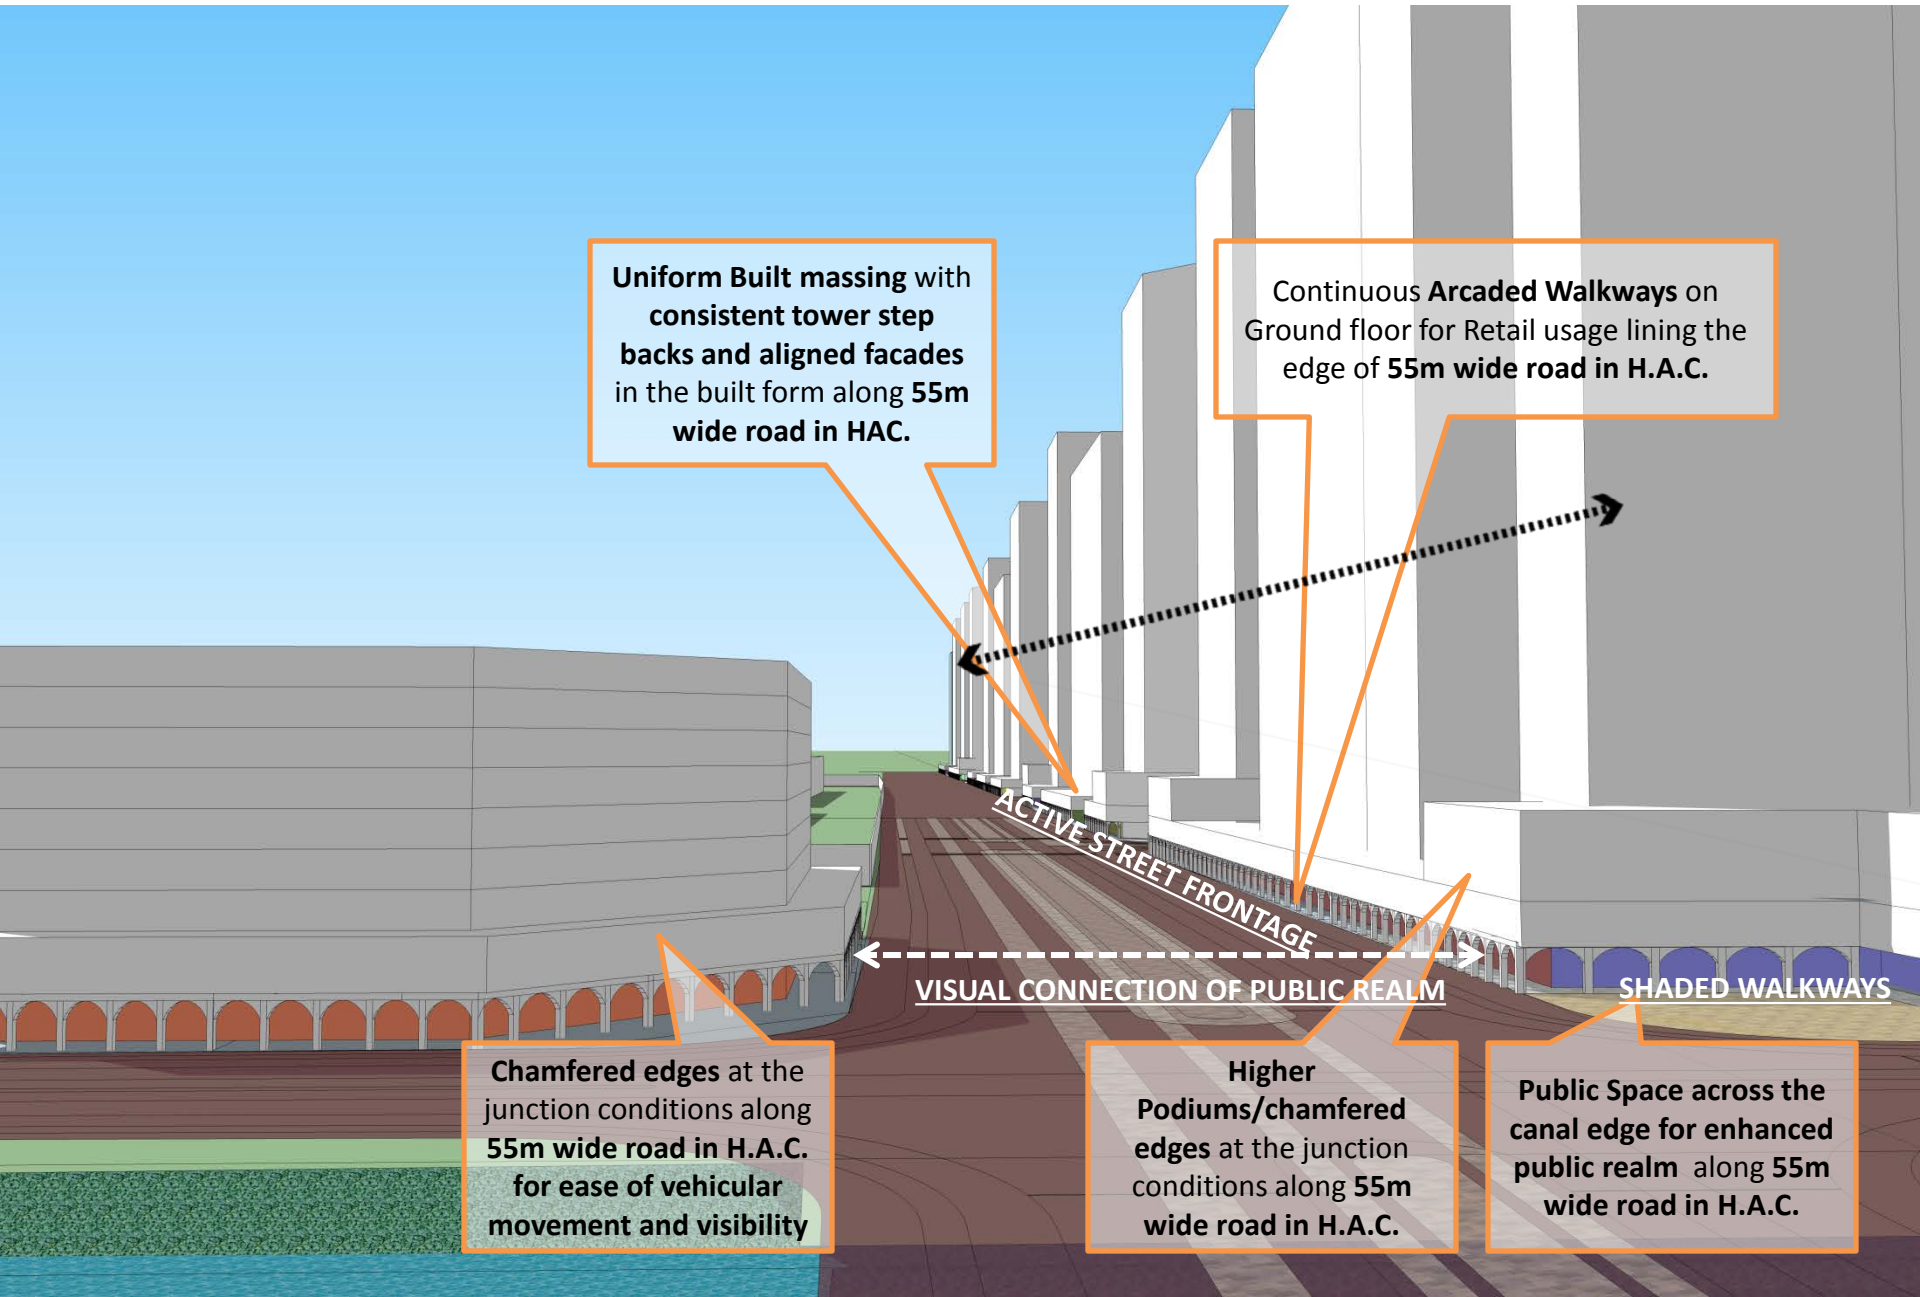 Uniform Built massing with
consistent tower step
backs and aligned facades
in the built form along 55m
wide road in HAC.
Continuous Arcaded Walkways on
Ground floor for Retail usage lining the
edge of 55m wide road in H.A.C.
ACTIVE STREET FRONTAGE
VISUAL CONNECTION OF PUBLIC REALM
SHADED WALKWAYS
Chamfered edges at the
junction conditions along
55m wide road in H.A.C.
for ease of vehicular
movement and visibility
Higher
Podiums/chamfered
edges at the junction
conditions along 55m
wide road in H.A.C.
Public Space across the
canal edge for enhanced
public realm along 55m
wide road in H.A.C.